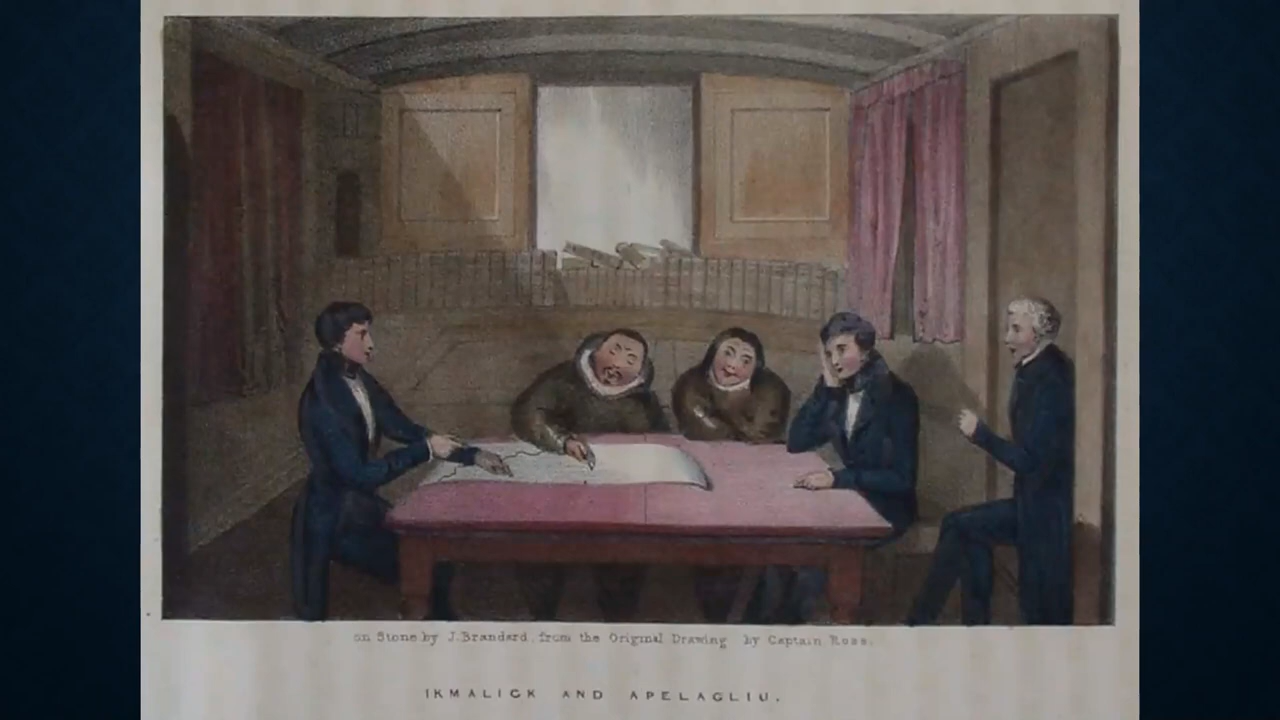 on Stone by J. Brandard, from the Original Drawing by Captain Ross.
IKMALICK AND APELAGLIU.